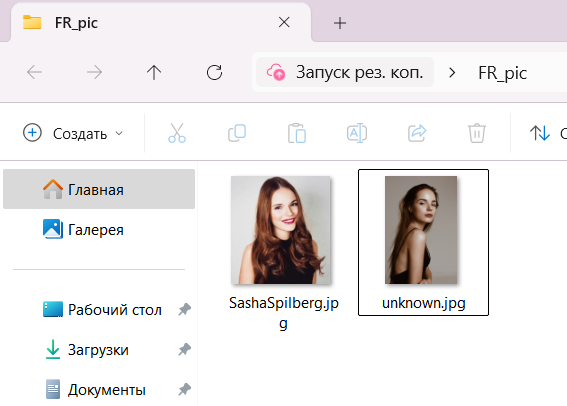 FR_pic
Запуск рез. коп. FR_pic
Создать
Главная
Галерея
Рабочий стол
Загрузки
Документы
SashaSpilberg.jp
g
unknown.jpg